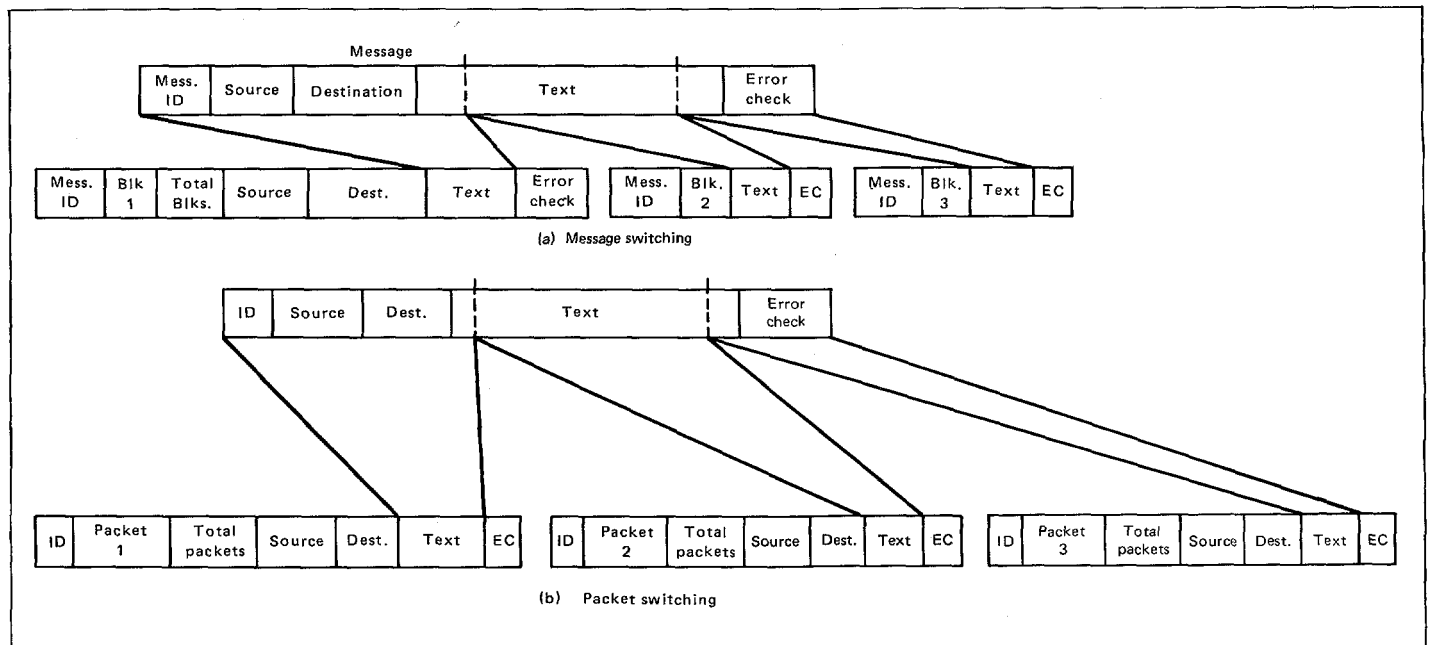 Message
Mess. ID Source Destination Text Error check
Mess. ID Blk 1 Total Blks. Source Dest. Text Error check Mess. ID Blk. 2 Text EC Mess. ID Blk. 3 Text EC
(a) Message switching
ID Source Dest. Text Error check
ID Packet 1 Total packets Source Dest. Text EC ID Packet 2 Total packets Source Dest. Text EC ID Packet 3 Total packets Source Dest. Text EC
(b) Packet switching